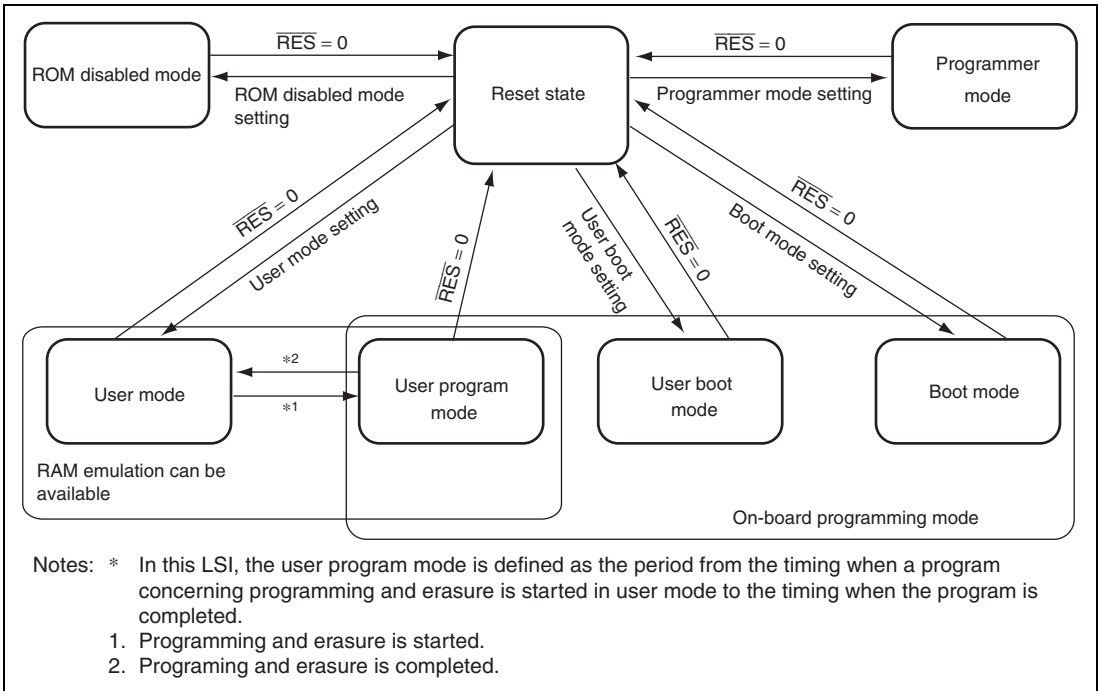 RES = 0
RES = 0
ROM disabled mode
Reset state
Programmer
mode
ROM disabled mode
setting
Programmer mode setting
RES = 0
User mode setting
RES = 0
User boot
mode setting
RES = 0
Boot mode setting
RES = 0
*2
*1
User mode
User program
mode
User boot
mode
Boot mode
RAM emulation can be
available
On-board programming mode
Notes: * In this LSI, the user program mode is defined as the period from the timing when a program
concerning programming and erasure is started in user mode to the timing when the program is
completed.
1. Programming and erasure is started.
2. Programing and erasure is completed.